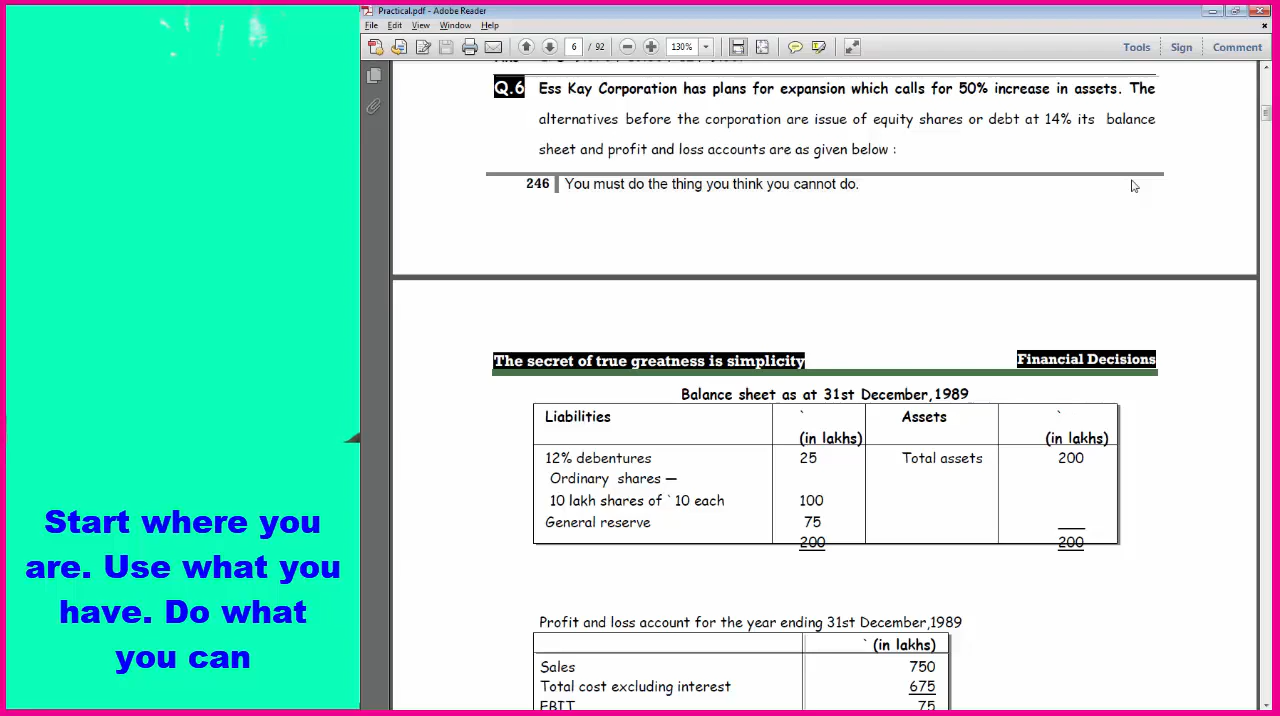 Practical.pdf - Adobe Reader
File Edit View Window Help
6 / 92 130% Tools Sign Comment
Q.6 Ess Kay Corporation has plans for expansion which calls for 50% increase in assets. The
alternatives before the corporation are issue of equity shares or debt at 14% its balance
sheet and profit and loss accounts are as given below :
246 You must do the thing you think you cannot do.
The secret of true greatness is simplicity Financial Decisions
Balance sheet as at 31st December,1989
Liabilities ` Assets `
(in lakhs) (in lakhs)
12% debentures 25 Total assets 200
Ordinary shares —
10 lakh shares of ` 10 each 100
General reserve 75
200 200
Profit and loss account for the year ending 31st December,1989
` (in lakhs)
Sales 750
Total cost excluding interest 675
EBIT 75
Start where you
are. Use what you
have. Do what
you can